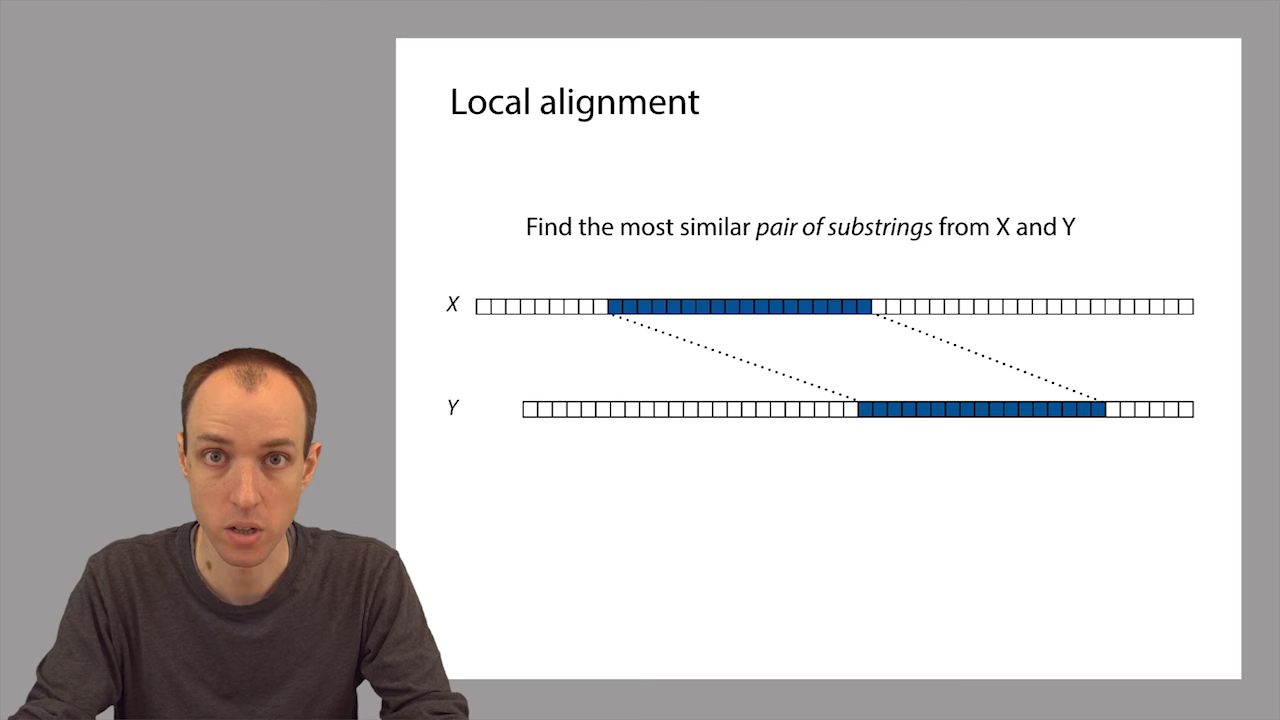 Local alignment
Find the most similar pair of substrings from X and Y
X
Y